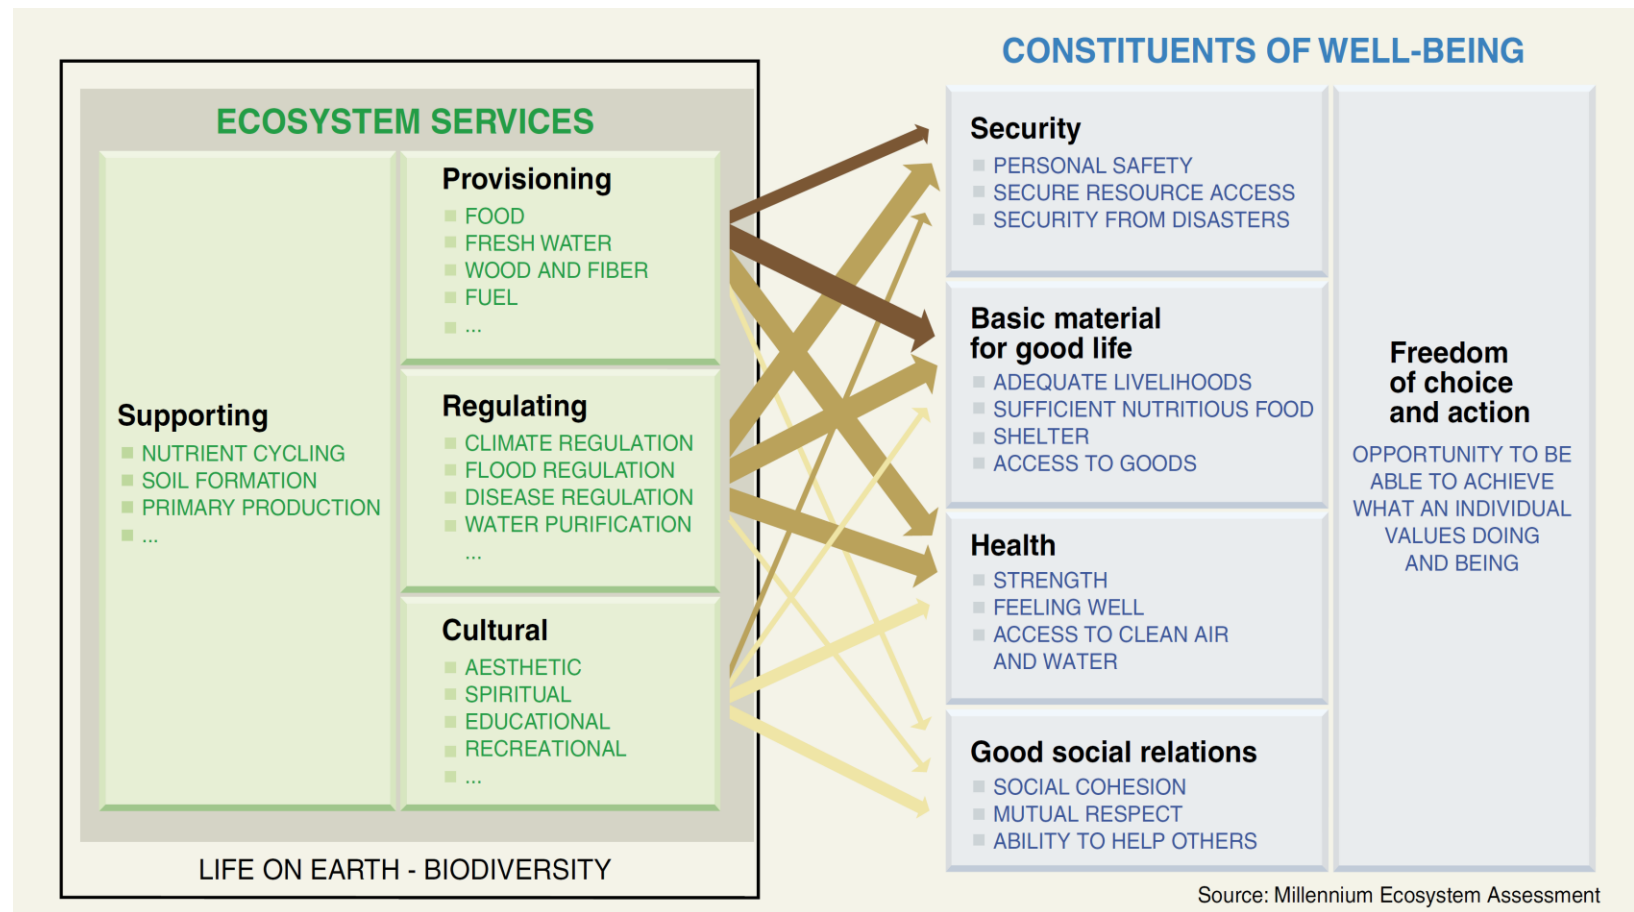 CONSTITUENTS OF WELL-BEING
ECOSYSTEM SERVICES
Supporting
NUTRIENT CYCLING
SOIL FORMATION
PRIMARY PRODUCTION
...
Provisioning
FOOD
FRESH WATER
WOOD AND FIBER
FUEL
...
Regulating
CLIMATE REGULATION
FLOOD REGULATION
DISEASE REGULATION
WATER PURIFICATION
...
Cultural
AESTHETIC
SPIRITUAL
EDUCATIONAL
RECREATIONAL
...
LIFE ON EARTH - BIODIVERSITY
Security
PERSONAL SAFETY
SECURE RESOURCE ACCESS
SECURITY FROM DISASTERS
Basic material
for good life
ADEQUATE LIVELIHOODS
SUFFICIENT NUTRITIOUS FOOD
SHELTER
ACCESS TO GOODS
Health
STRENGTH
FEELING WELL
ACCESS TO CLEAN AIR
AND WATER
Good social relations
SOCIAL COHESION
MUTUAL RESPECT
ABILITY TO HELP OTHERS
Freedom
of choice
and action
OPPORTUNITY TO BE
ABLE TO ACHIEVE
WHAT AN INDIVIDUAL
VALUES DOING
AND BEING
Source: Millennium Ecosystem Assessment